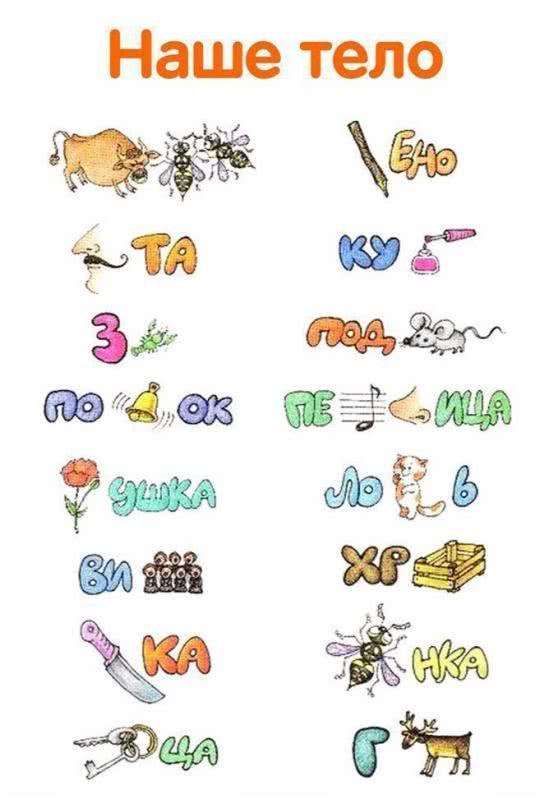 Наше тело
ЕНО
ТА
КУ
З
ПОД
ПО ОК
ПЕ ИЦА
УШКА
ЛО Ь
ВИ
ХР
КА
НКА
ЦА
Г